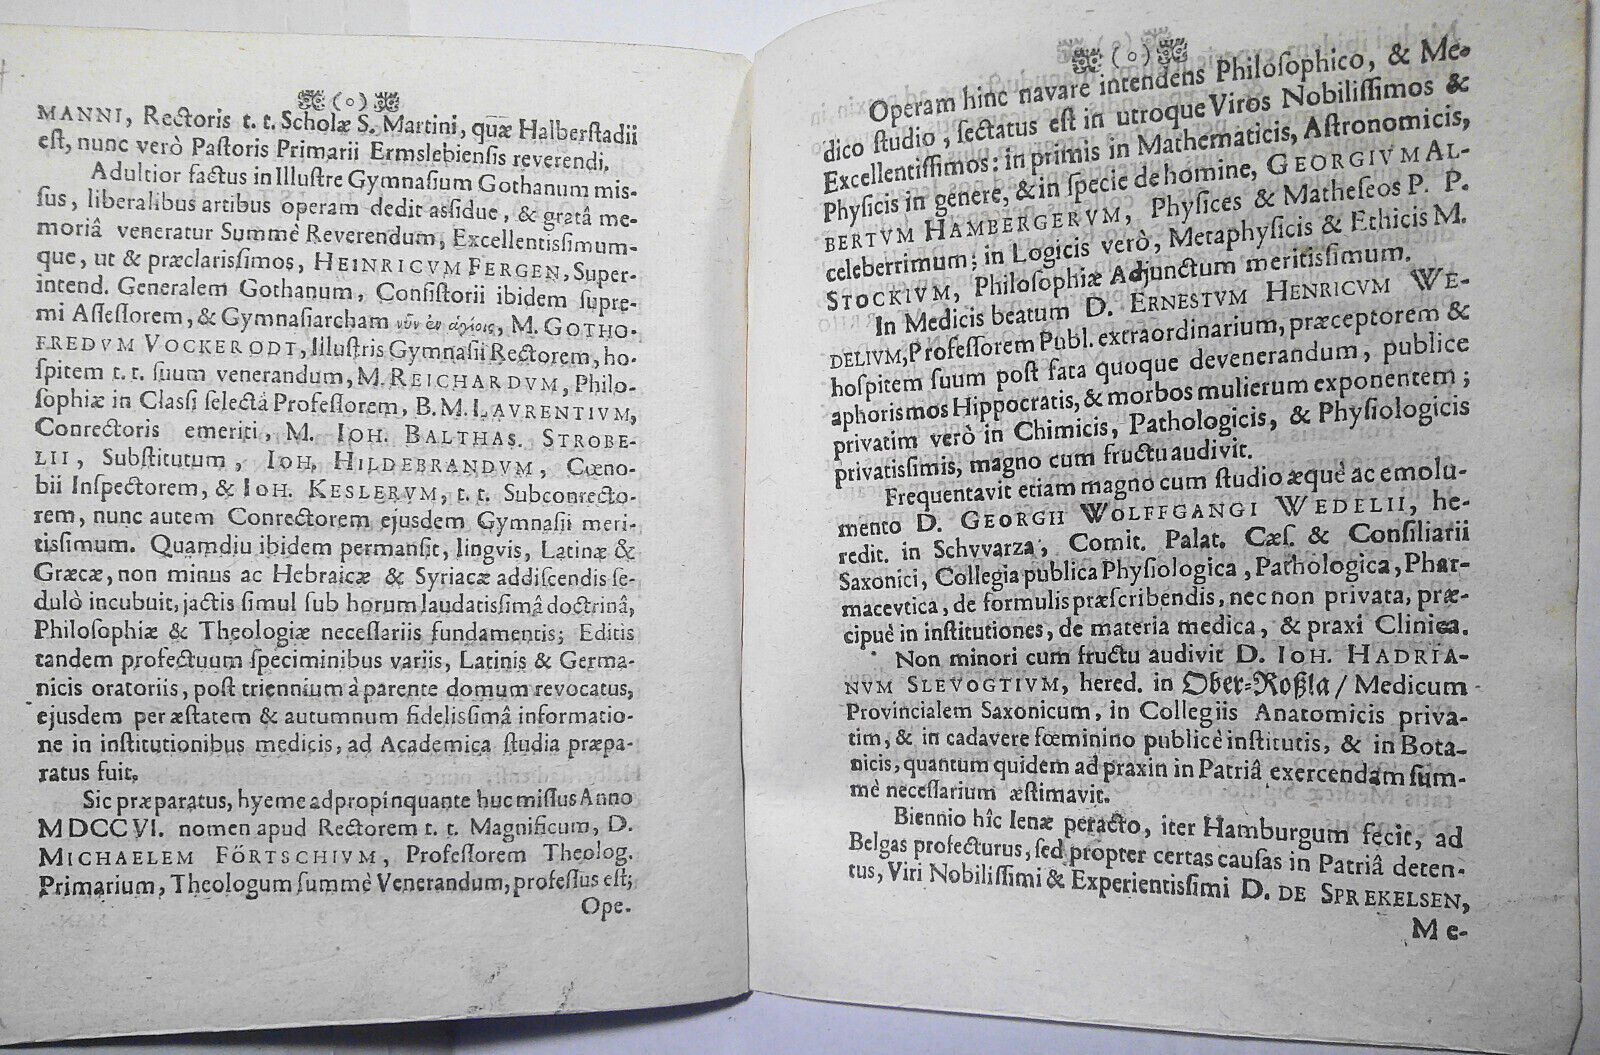 (o)
MANNI, Rectoris t. t. Scholæ S. Martini, quæ Halberſtadii
eſt, nunc verò Paſtoris Primarii Ermslebienſis reverendi.
Adultior factus in Illuſtre Gymnaſium Gothanum miſ-
ſus, liberalibus artibus operam dedit aſſidue, & gratâ me-
moriâ veneratur Summè Reverendum, Excellentiſſimum-
que, ut & præclariſſimos, HEINRICVM FERGEN, Super-
intend. Generalem Gothanum, Conſiſtorii ibidem ſupre-
mi Aſſeſſorem, & Gymnaſiarcham νῦν ἐν ἁγίοις, M. GOTHO-
FREDVM VOCKERODT, Illuſtris Gymnaſii Rectorem, ho-
ſpitem t. t. ſuum venerandum, M. REICHARDVM, Philo-
ſophiæ in Claſſi ſelectâ Profeſſorem, B. M. LAVRENTIVM,
Conrectoris emeriti, M. IOH. BALTHAS. STROBE-
LII, Subſtitutum, IOH. HILDEBRANDVM, Cœno-
bii Inſpectorem, & IOH. KESLERVM, t. t. Subconrecto-
rem, nunc autem Conrectorem ejusdem Gymnaſii meri-
tiſſimum. Quamdiu ibidem permanſit, lingvis, Latinæ &
Græcæ, non minus ac Hebraicæ & Syriacæ addiſcendis ſe-
dulò incubuit, jactis ſimul ſub horum laudatiſſimâ doctrinâ,
Philoſophiæ & Theologiæ neceſſariis fundamentis; Editis
tandem profectuum ſpeciminibus variis, Latinis & Germa-
nicis oratoriis, poſt triennium à parente domum revocatus,
ejusdem per æſtatem & autumnum fideliſſimâ informatio-
ne in inſtitutionibus medicis, ad Academica ſtudia præpa-
ratus fuit.
Sic præparatus, hyeme adpropinquante huc miſſus Anno
MDCCVI. nomen apud Rectorem t. t. Magnificum, D.
MICHAELEM FÖRTSCHIVM, Profeſſorem Theolog.
Primarium, Theologum ſummè Venerandum, profeſſus eſt;
Ope-
(o)
Operam hinc navare intendens Philoſophico, & Me-
dico ſtudio, ſectatus eſt in utroque Viros Nobiliſſimos &
Excellentiſſimos: in primis in Mathematicis, Aſtronomicis,
Phyſicis in genere, & in ſpecie de homine, GEORGIVM AL-
BERTVM HAMBERGERVM, Phyſices & Matheſeos P. P.
celeberrimum; in Logicis verò, Metaphyſicis & Ethicis M.
STOCKIVM, Philoſophiæ Adjunctum meritiſſimum.
In Medicis beatum D. ERNESTVM HENRICVM WE-
DELIVM, Profeſſorem Publ. extraordinarium, præceptorem &
hoſpitem ſuum poſt fata quoque devenerandum, publice
aphorismos Hippocratis, & morbos mulierum exponentem;
privatim verò in Chimicis, Pathologicis, & Phyſiologicis
privatiſſimis, magno cum fructu audivit.
Frequentavit etiam magno cum ſtudio æquè ac emolu-
mento D. GEORGII WOLFFGANGI WEDELII, he-
redit. in Schvvarza, Comit. Palat. Cæſ. & Conſiliarii
Saxonici, Collegia publica Phyſiologica, Pathologica, Phar-
macevtica, de formulis præſcribendis, nec non privata, præ-
cipuè in inſtitutiones, de materia medica, & praxi Clinica.
Non minori cum fructu audivit D. IOH. HADRIA-
NVM SLEVOGTIVM, hered. in Ober-Roßla / Medicum
Provincialem Saxonicum, in Collegiis Anatomicis priva-
tim, & in cadavere fœminino publicè inſtitutis, & in Bota-
nicis, quantum quidem ad praxin in Patriâ exercendam ſum-
mè neceſſarium æſtimavit.
Biennio hîc Ienæ peracto, iter Hamburgum fecit, ad
Belgas profecturus, ſed propter certas cauſas in Patriâ deten-
tus, Viri Nobiliſſimi & Experientiſſimi D. DE SPREKELSEN,
Me-